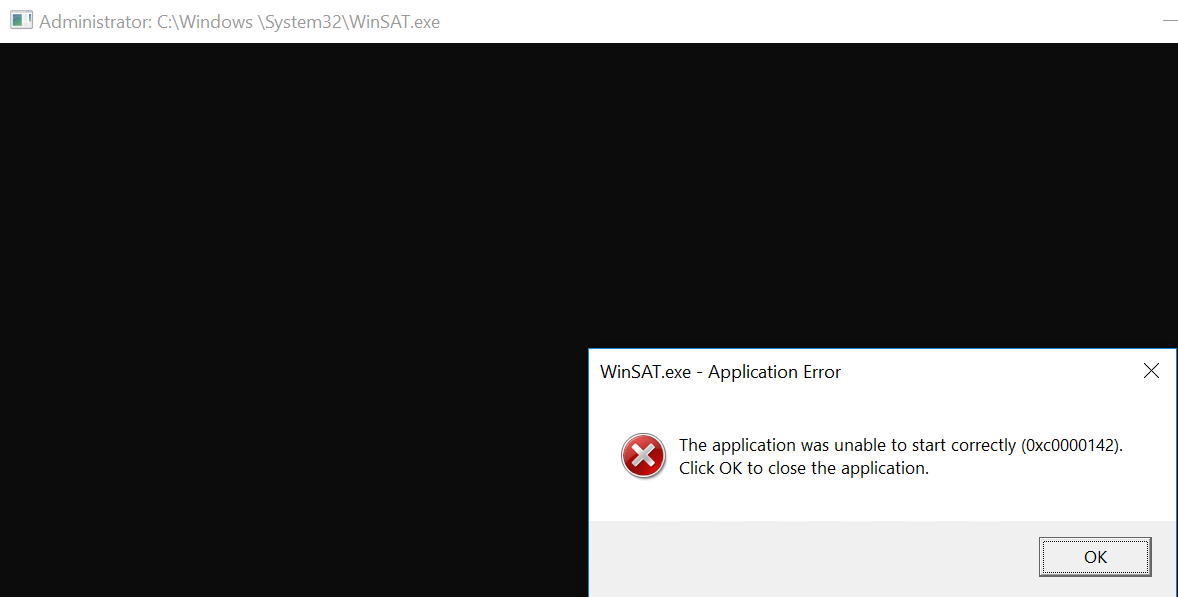 Administrator: C:\Windows \System32\WinSAT.exe
WinSAT.exe - Application Error
The application was unable to start correctly (0xc0000142).
Click OK to close the application.
OK